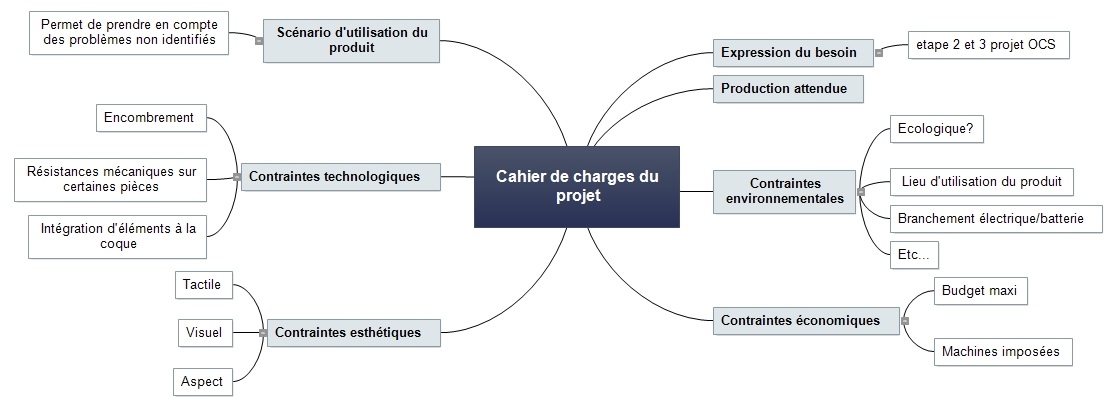 Cahier de charges du
projet
Expression du besoin
etape 2 et 3 projet OCS
Production attendue
Contraintes
environnementales
Ecologique?
Lieu d'utilisation du produit
Branchement électrique/batterie
Etc...
Contraintes économiques
Budget maxi
Machines imposées
Scénario d'utilisation du
produit
Permet de prendre en compte
des problèmes non identifiés
Contraintes technologiques
Encombrement
Résistances mécaniques sur
certaines pièces
Intégration d'éléments à la
coque
Contraintes esthétiques
Tactile
Visuel
Aspect